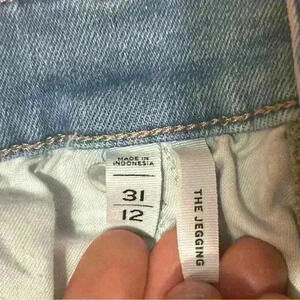 MADE IN
INDONESIA
31
12
THE JEGGING